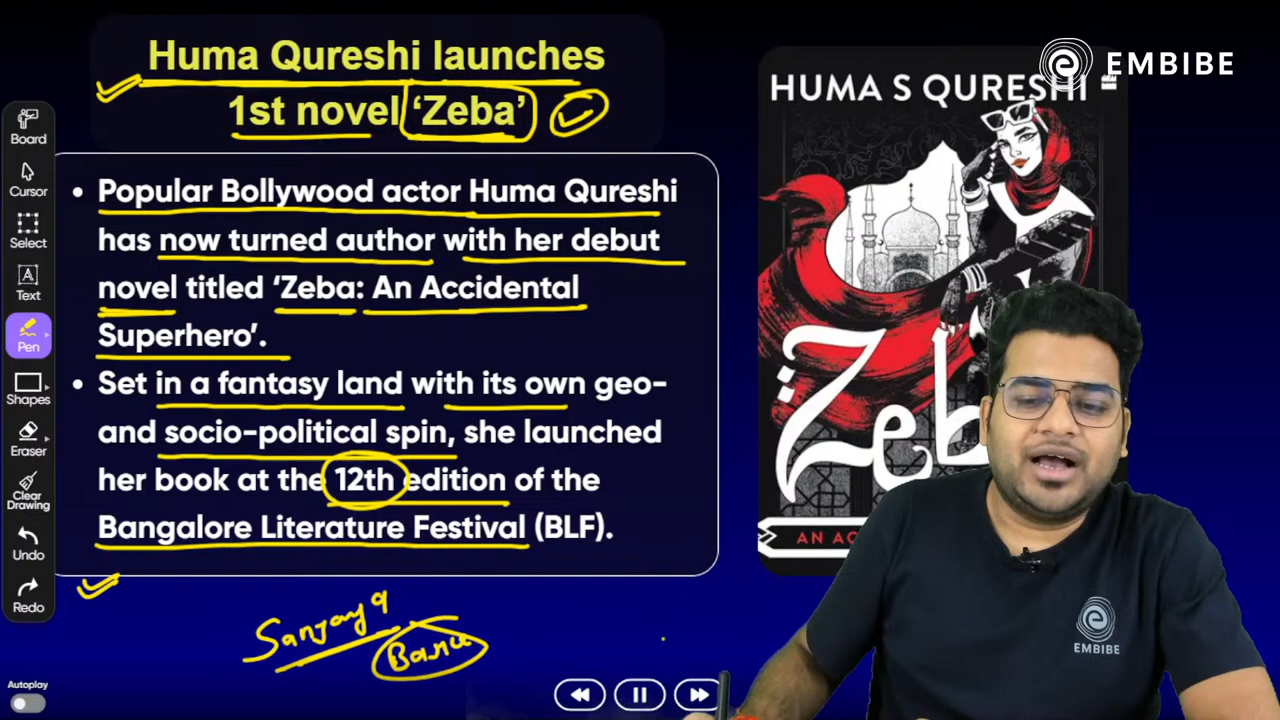 Huma Qureshi launches
1st novel ‘Zeba’
• Popular Bollywood actor Huma Qureshi
has now turned author with her debut
novel titled ‘Zeba: An Accidental
Superhero’.
• Set in a fantasy land with its own geo-
and socio-political spin, she launched
her book at the 12th edition of the
Bangalore Literature Festival (BLF).
Board
Cursor
Select
A
Text
Pen
Shapes
Eraser
Clear
Drawing
Undo
Redo
Autoplay
EMBIBE
HUMA S QURESHI
Zeb
AN AC
EMBIBE